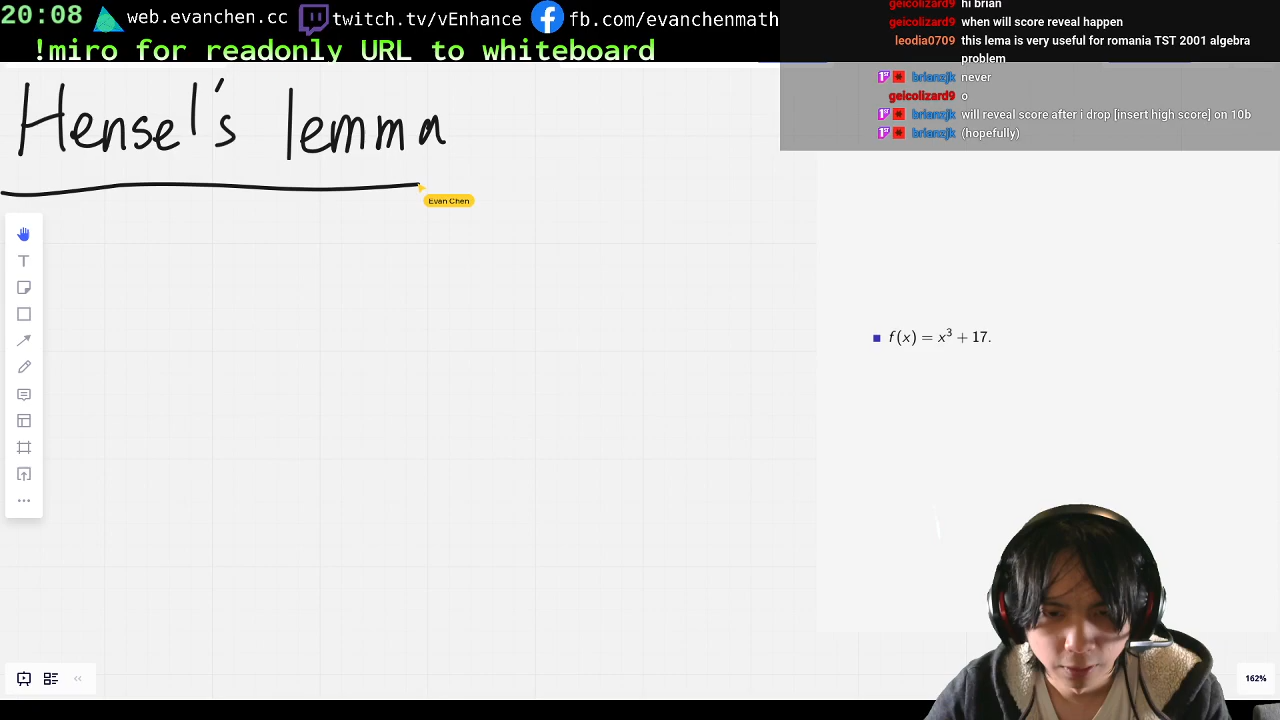 20:08 web.evanchen.cc twitch.tv/vEnhance fb.com/evanchenmath
!miro for readonly URL to whiteboard
geicolizard9 hi brian
geicolizard9 when will score reveal happen
leodia0709 this lema is very useful for romania TST 2001 algebra
problem
1st brianzjk never
geicolizard9 o
1st brianzjk will reveal score after i drop [insert high score] on 10b
1st brianzjk (hopefully)
Hensel's lemma
Evan Chen
f(x) = x³ + 17.
162%